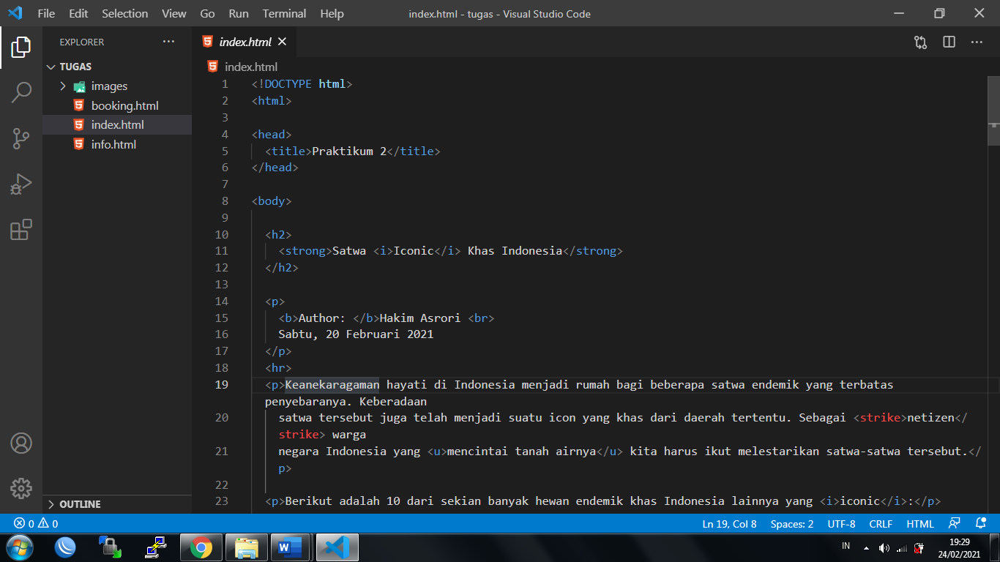 File Edit Selection View Go Run Terminal Help
index.html - tugas - Visual Studio Code
EXPLORER
index.html
TUGAS
images
booking.html
index.html
info.html
OUTLINE
index.html
1 <!DOCTYPE html>
2 <html>
3
4 <head>
5 <title>Praktikum 2</title>
6 </head>
7
8 <body>
9
10 <h2>
11 <strong>Satwa <i>Iconic</i> Khas Indonesia</strong>
12 </h2>
13
14 <p>
15 <b>Author: </b>Hakim Asrori <br>
16 Sabtu, 20 Februari 2021
17 </p>
18 <hr>
19 <p>Keanekaragaman hayati di Indonesia menjadi rumah bagi beberapa satwa endemik yang terbatas
penyebaranya. Keberadaan
20 satwa tersebut juga telah menjadi suatu icon yang khas dari daerah tertentu. Sebagai <strike>netizen</
strike> warga
21 negara Indonesia yang <u>mencintai tanah airnya</u> kita harus ikut melestarikan satwa-satwa tersebut.</
p>
22
23 <p>Berikut adalah 10 dari sekian banyak hewan endemik khas Indonesia lainnya yang <i>iconic</i>:</p>
0 0
Ln 19, Col 8 Spaces: 2 UTF-8 CRLF HTML
IN
19:29
24/02/2021